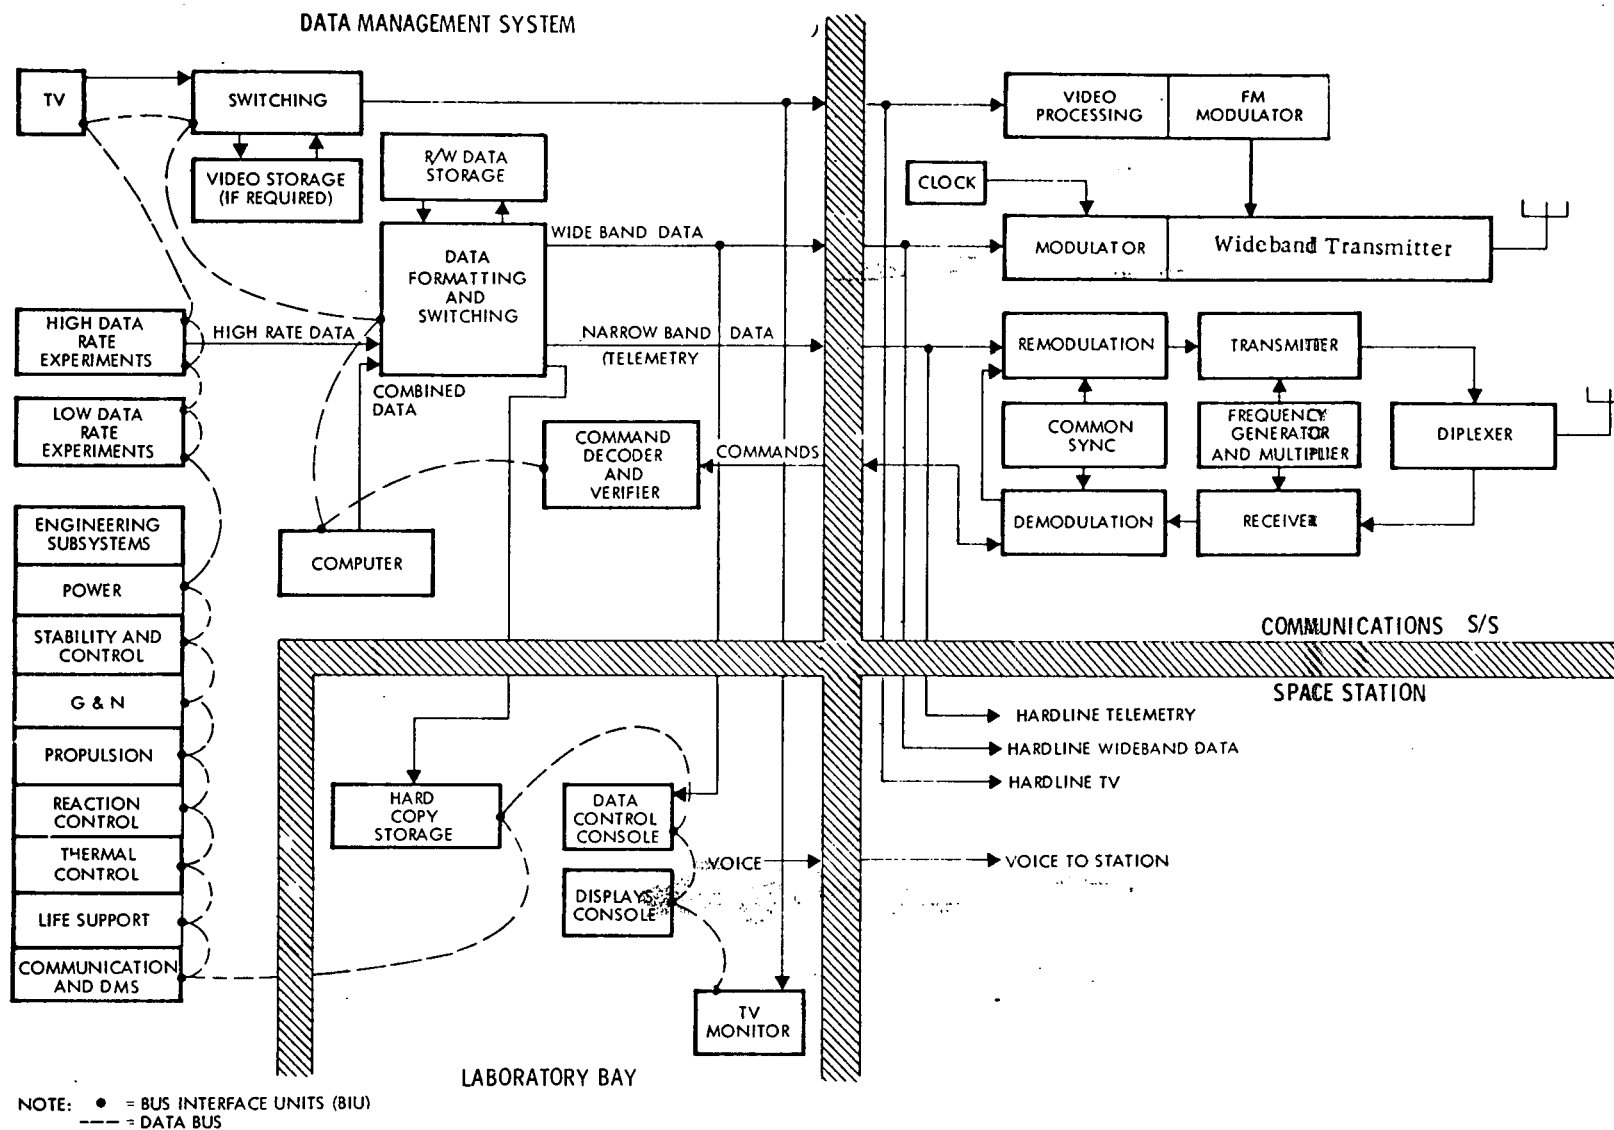 DATA MANAGEMENT SYSTEM
TV
SWITCHING
VIDEO STORAGE
(IF REQUIRED)
R/W DATA
STORAGE
DATA
FORMATTING
AND
SWITCHING
WIDE BAND DATA
HIGH DATA
RATE
EXPERIMENTS
HIGH RATE DATA
NARROW BAND DATA
(TELEMETRY
COMBINED
DATA
LOW DATA
RATE
EXPERIMENTS
COMMAND
DECODER
AND
VERIFIER
COMMANDS
COMPUTER
ENGINEERING
SUBSYSTEMS
POWER
STABILITY AND
CONTROL
G & N
PROPULSION
REACTION
CONTROL
THERMAL
CONTROL
LIFE SUPPORT
COMMUNICATION
AND DMS
VIDEO
PROCESSING
FM
MODULATOR
CLOCK
MODULATOR
Wideband Transmitter
REMODULATION
TRANSMITTER
COMMON
SYNC
FREQUENCY
GENERATOR
AND MULTIPLIER
DIPLEXER
DEMODULATION
RECEIVER
COMMUNICATIONS S/S
SPACE STATION
HARDLINE TELEMETRY
HARDLINE WIDEBAND DATA
HARDLINE TV
VOICE TO STATION
HARD
COPY
STORAGE
DATA
CONTROL
CONSOLE
VOICE
DISPLAYS
CONSOLE
TV
MONITOR
LABORATORY BAY
NOTE: • = BUS INTERFACE UNITS (BIU)
---- = DATA BUS